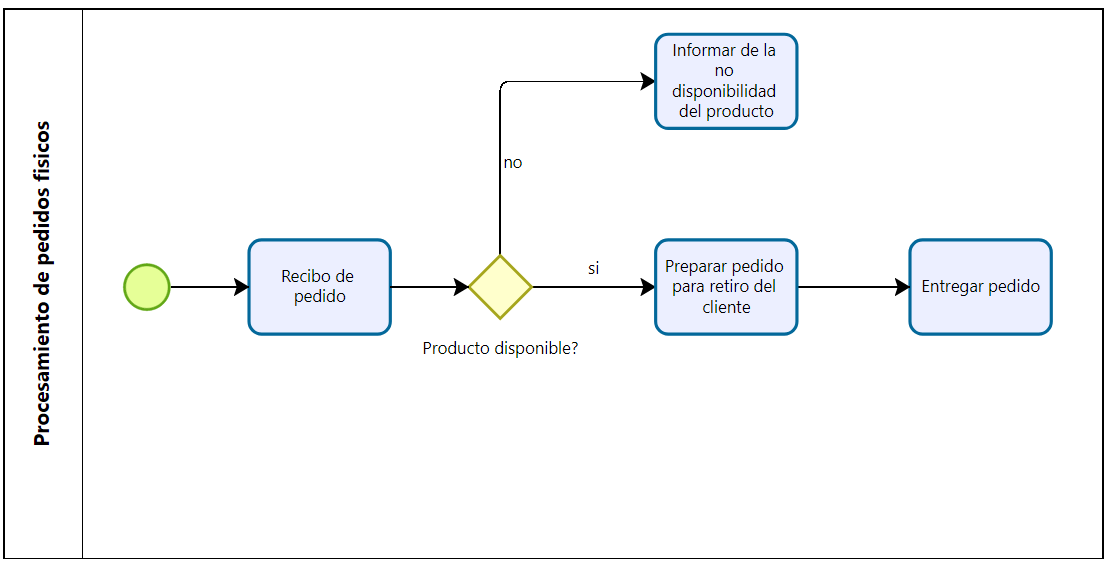 Procesamiento de pedidos fisicos
Informar de la
no
disponibilidad
del producto
no
Recibo de
pedido
Producto disponible?
si
Preparar pedido
para retiro del
cliente
Entregar pedido